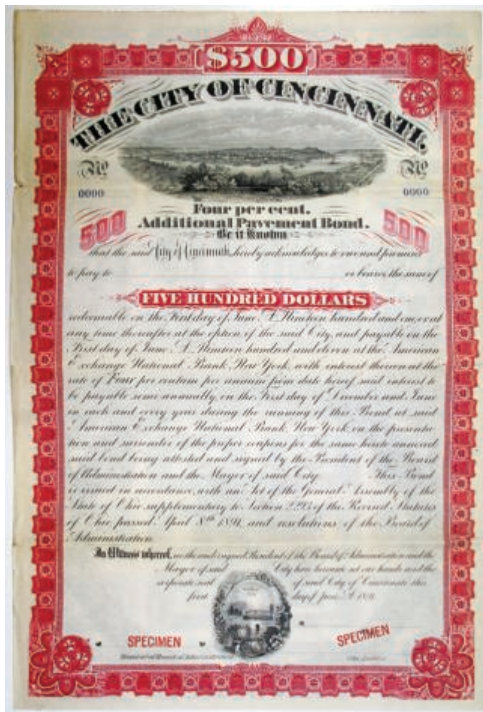 $500
THE CITY OF CINCINNATI.
No No
0000 0000
Four per cent.
Additional Pavement Bond.
500 Be it Known 500
that the said City of Cincinnati hereby acknowledges to owe and promises
to pay to or bearer, the sum of
FIVE HUNDRED DOLLARS
redeemable on the First day of June, A. Nineteen hundred and one, or at
any time thereafter at the option of the said City, and payable on the
First day of June, A. Nineteen hundred and eleven at the American
Exchange National Bank, New York, with interest thereon at the
rate of Four per centum per annum from date hereof, said interest to
be payable semi-annually, on the First day of December and June
in each and every year during the running of this Bond at said
American Exchange National Bank, New York on the presenta-
tion and surrender of the proper coupons for the same hereto annexed
said bond being attested and signed by the President of the Board
of Administration and the Mayor of said City. This Bond
is issued in accordance with an Act of the General Assembly of the
State of Ohio supplementary to Section of the Revised Statutes
of Ohio passed April 8th 1891, and resolutions of the Board of
Administration.
In Witness whereof, we the President of the Board of Administration and the
Mayor of said City have hereunto set our hands and the
corporate seal of said City of Cincinnati this
first day of June,
SPECIMEN SPECIMEN